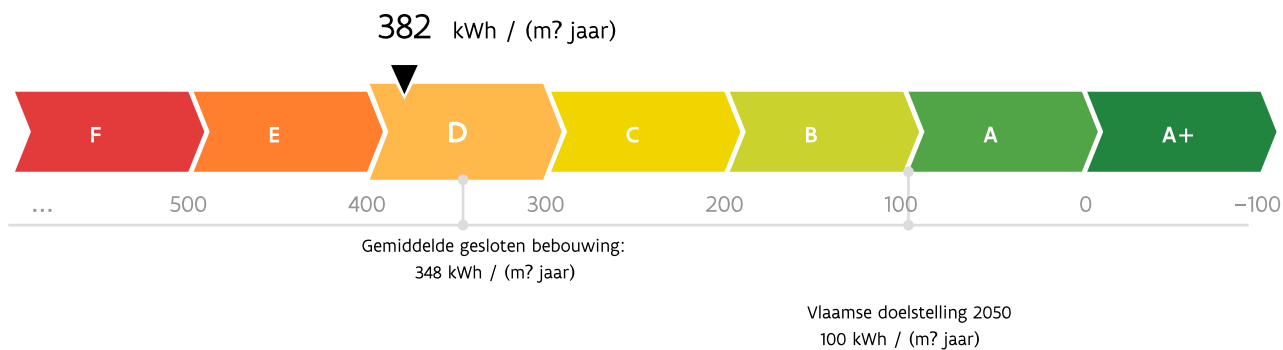 382 kWh / (m? jaar)
F E D C B A A+
... 500 400 300 200 100 0 –100
Gemiddelde gesloten bebouwing:
348 kWh / (m? jaar)
Vlaamse doelstelling 2050
100 kWh / (m? jaar)